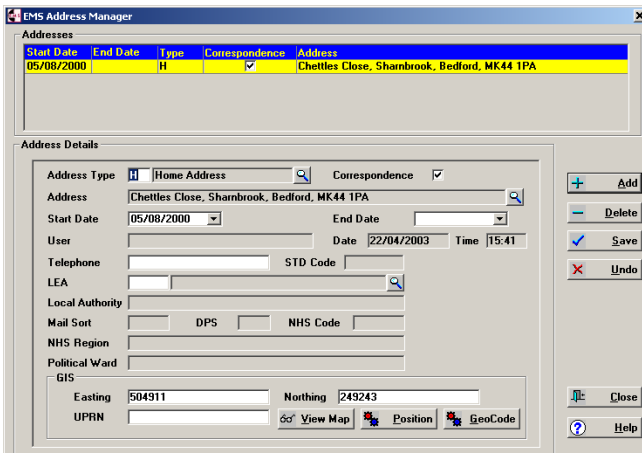 EMS Address Manager
Addresses
Start Date End Date Type Correspondence Address
05/08/2000 H Chettles Close, Sharnbrook, Bedford, MK44 1PA
Address Details
Address Type H Home Address Correspondence
Address Chettles Close, Sharnbrook, Bedford, MK44 1PA
Start Date 05/08/2000 End Date
User Date 22/04/2003 Time 15:41
Telephone STD Code
LEA
Local Authority
Mail Sort DPS NHS Code
NHS Region
Political Ward
GIS
Easting 504911 Northing 249243
UPRN View Map Position GeoCode
Add
Delete
Save
Undo
Close
Help